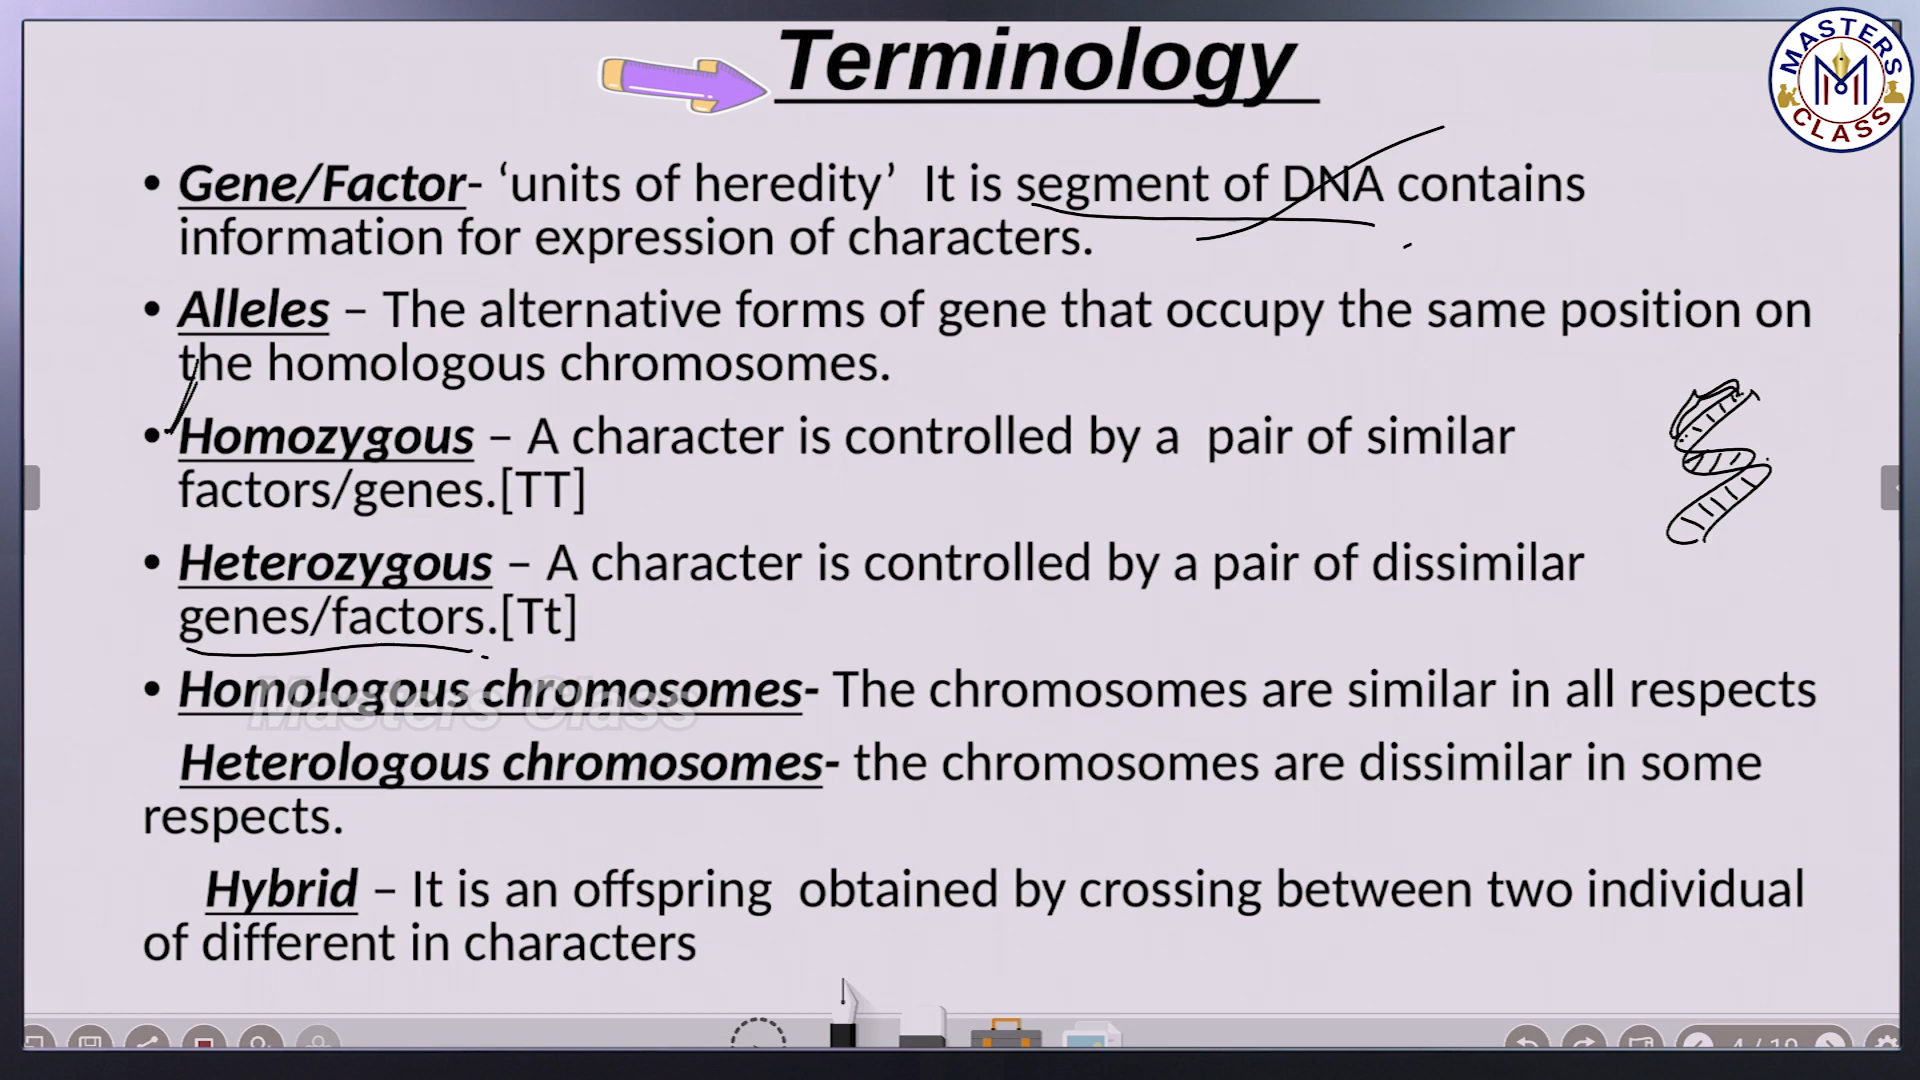 Terminology
MASTERS
CLASS
• Gene/Factor- ‘units of heredity’ It is segment of DNA contains
information for expression of characters.
• Alleles – The alternative forms of gene that occupy the same position on
the homologous chromosomes.
• Homozygous – A character is controlled by a pair of similar
factors/genes.[TT]
• Heterozygous – A character is controlled by a pair of dissimilar
genes/factors.[Tt]
• Homologous chromosomes- The chromosomes are similar in all respects
Masters Class
Heterologous chromosomes- the chromosomes are dissimilar in some
respects.
Hybrid – It is an offspring obtained by crossing between two individual
of different in characters